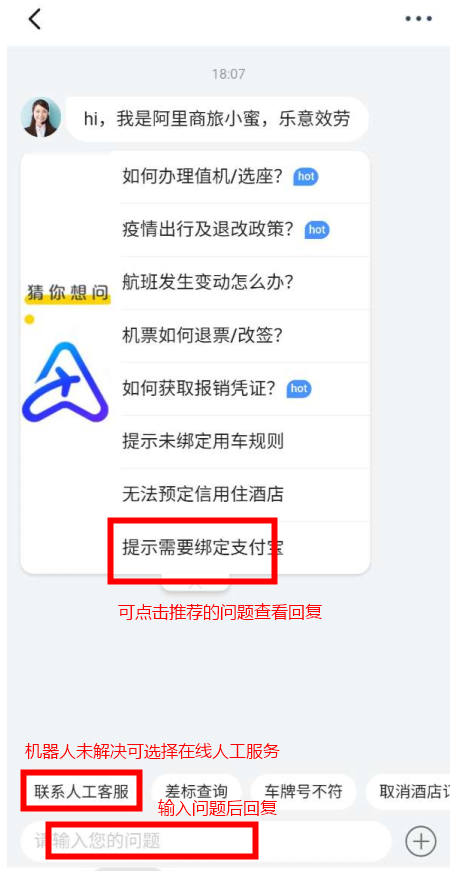 18:07
hi，我是阿里商旅小蜜，乐意效劳
如何办理值机/选座？ hot
疫情出行及退改政策？ hot
航班发生变动怎么办？
猜你想问
机票如何退票/改签？
如何获取报销凭证？ hot
提示未绑定用车规则
无法预定信用住酒店
提示需要绑定支付宝
可点击推荐的问题查看回复
机器人未解决可选择在线人工服务
联系人工客服 差标查询 车牌号不符 取消酒店
输入问题后回复
请输入您的问题